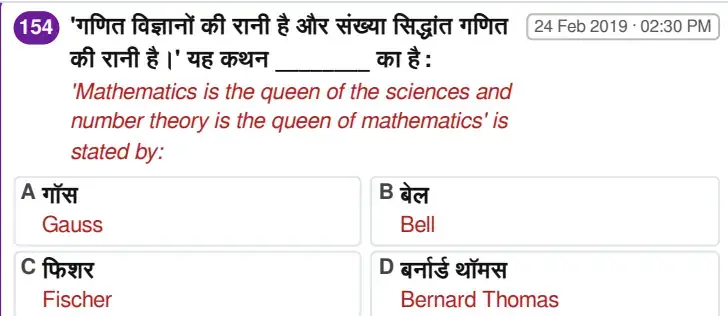 154 'गणित विज्ञानों की रानी है और संख्या सिद्धांत गणित 24 Feb 2019 · 02:30 PM
की रानी है।' यह कथन ________ का है :
'Mathematics is the queen of the sciences and
number theory is the queen of mathematics' is
stated by:
A गॉस
Gauss
B बेल
Bell
C फिशर
Fischer
D बर्नार्ड थॉमस
Bernard Thomas